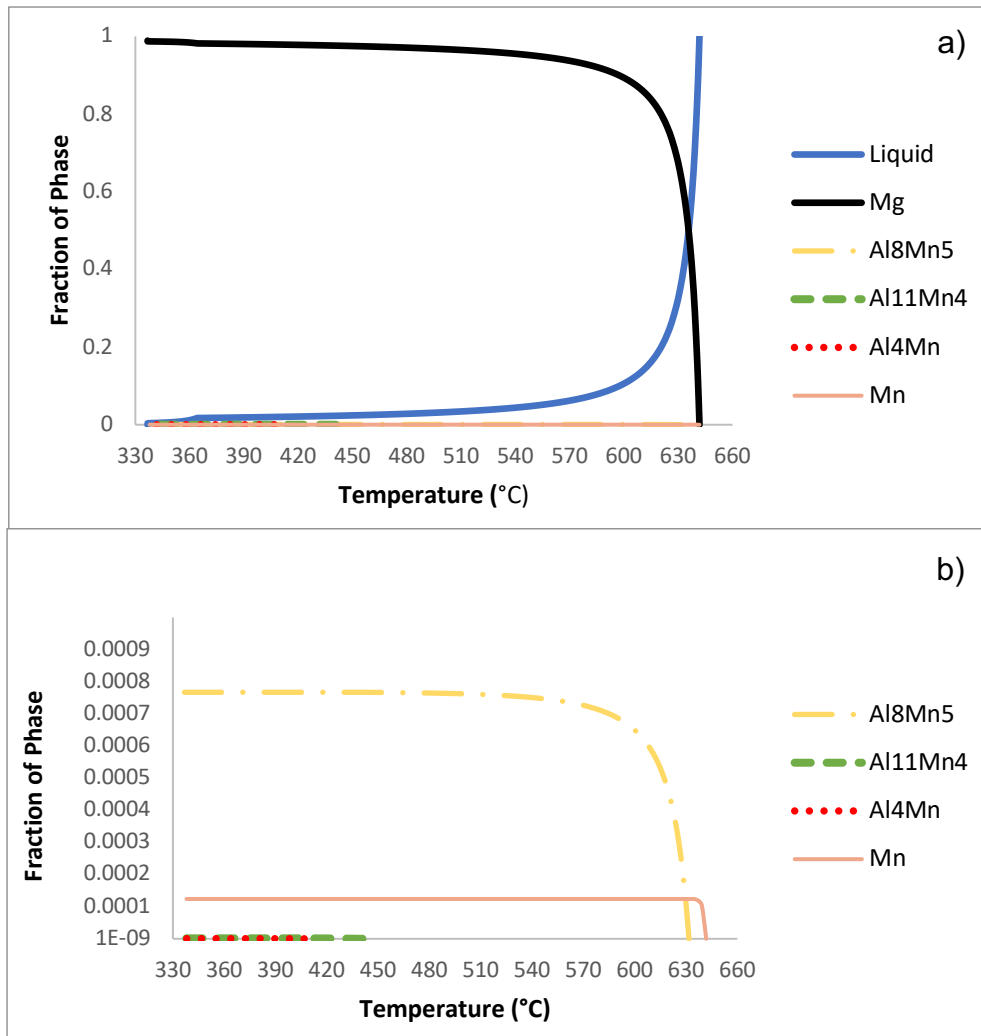 a)
1
0.8
0.6
0.4
0.2
0
Fraction of Phase
330 360 390 420 450 480 510 540 570 600 630 660
Temperature (°C)
Liquid
Mg
Al8Mn5
Al11Mn4
Al4Mn
Mn
b)
0.0009
0.0008
0.0007
0.0006
0.0005
0.0004
0.0003
0.0002
0.0001
1E-09
Fraction of Phase
330 360 390 420 450 480 510 540 570 600 630 660
Temperature (°C)
Al8Mn5
Al11Mn4
Al4Mn
Mn